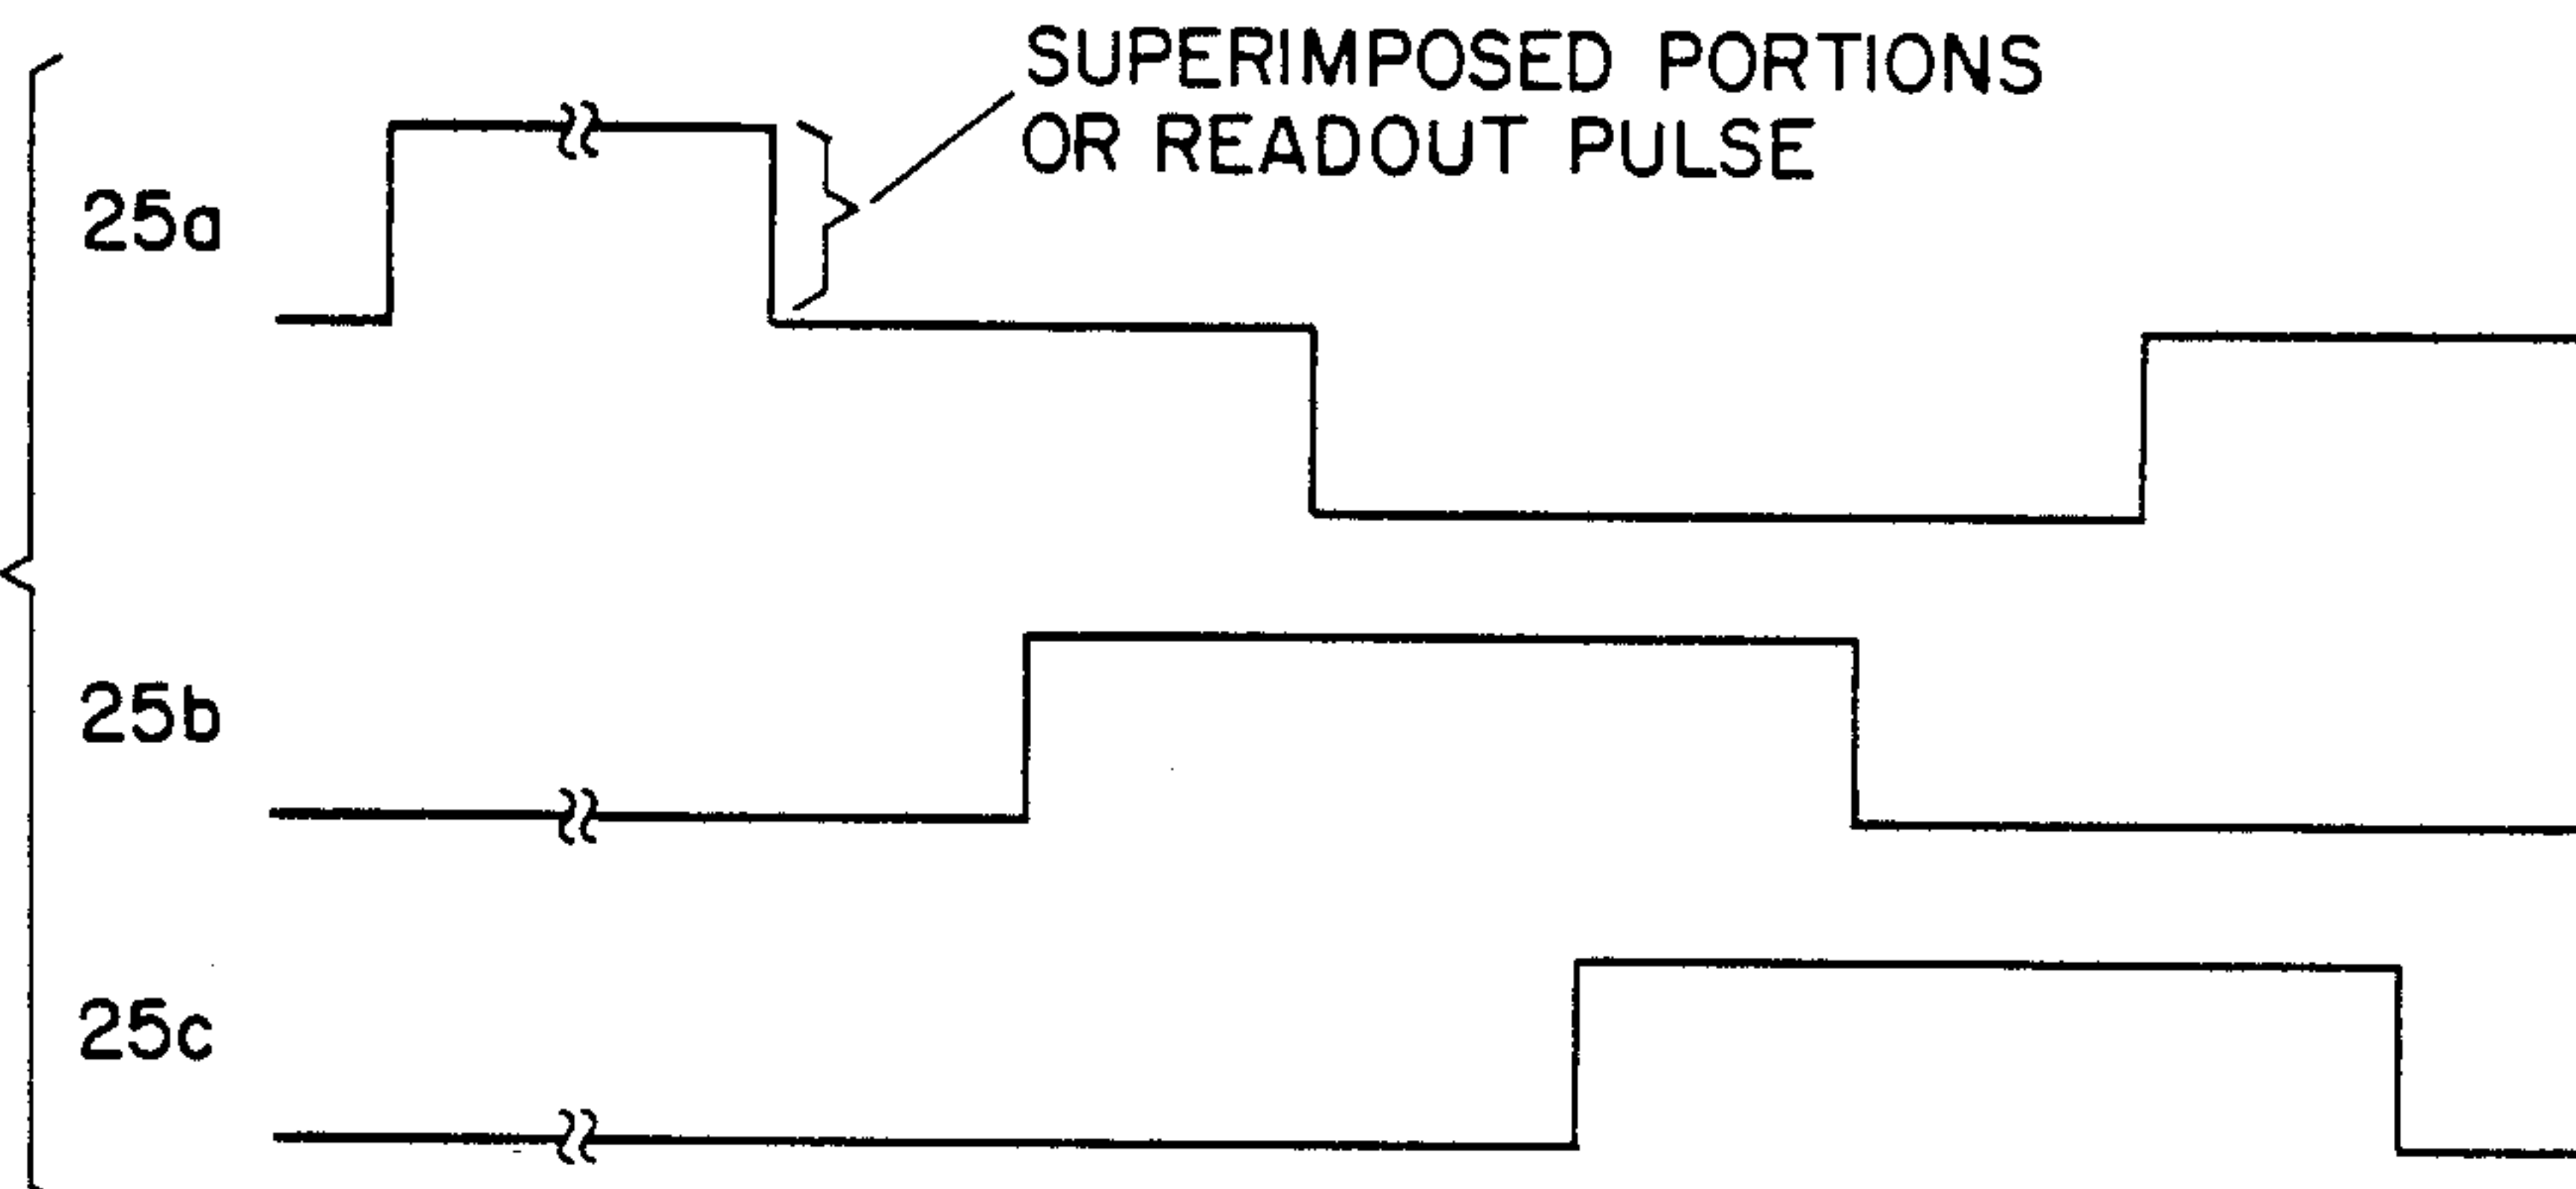 SUPERIMPOSED PORTIONS
OR READOUT PULSE
25a
25b
25c